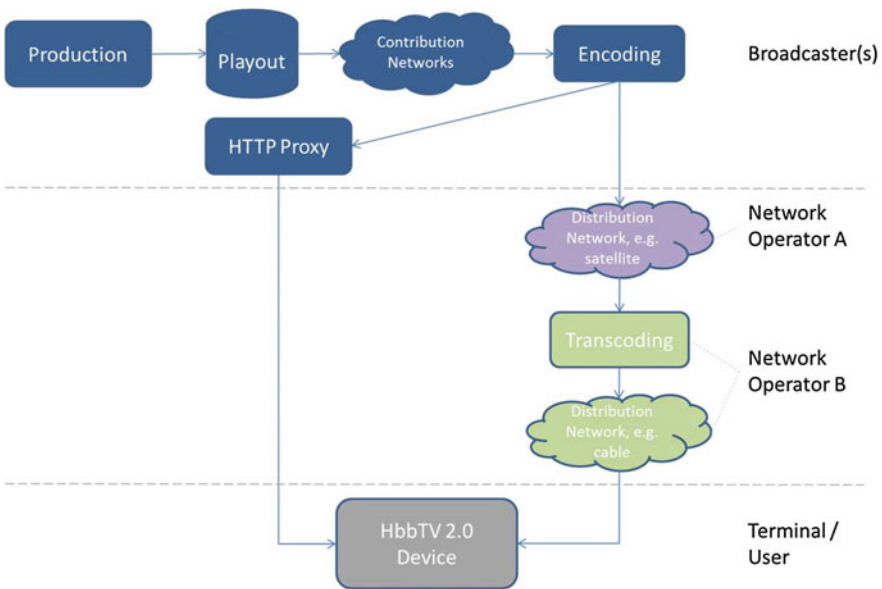 Production
Playout
Contribution
Networks
Encoding
Broadcaster(s)
HTTP Proxy
Distribution
Network, e.g.
satellite
Network
Operator A
Transcoding
Network
Operator B
Distribution
Network, e.g.
cable
HbbTV 2.0
Device
Terminal /
User